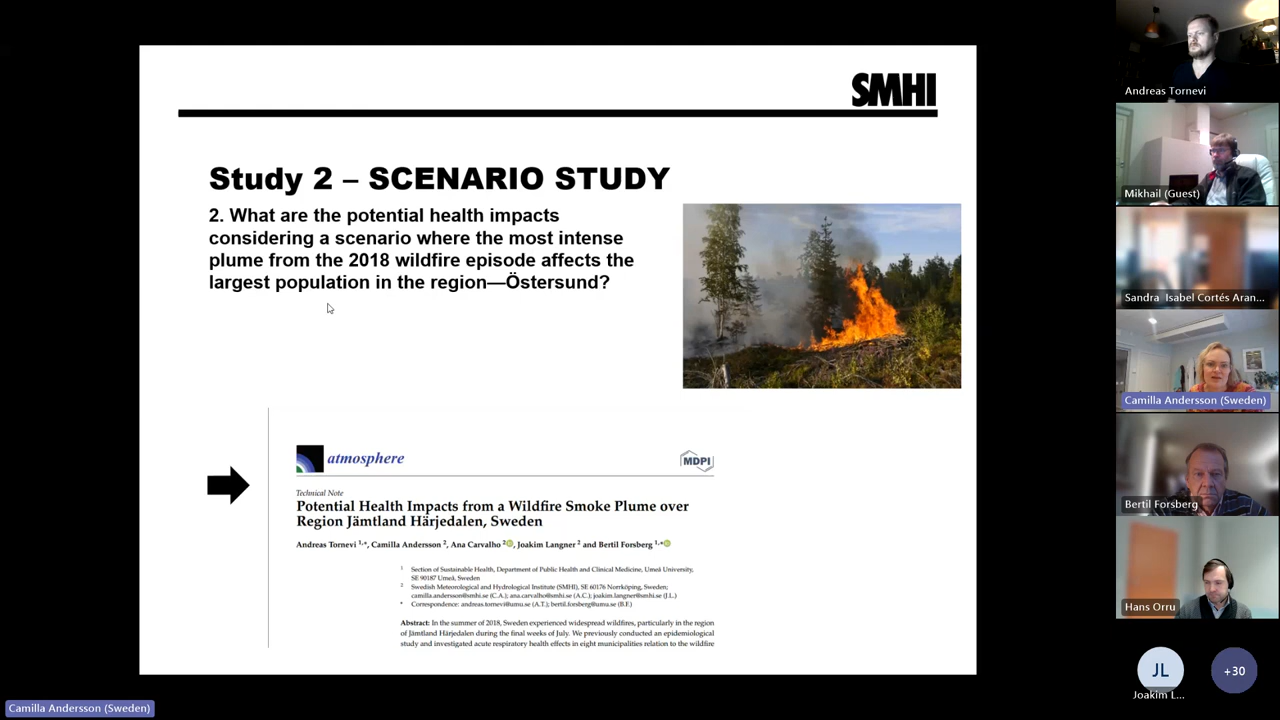 SMHI
Study 2 – SCENARIO STUDY
2. What are the potential health impacts
considering a scenario where the most intense
plume from the 2018 wildfire episode affects the
largest population in the region—Östersund?
atmosphere
MDPI
Technical Note
Potential Health Impacts from a Wildfire Smoke Plume over
Region Jämtland Härjedalen, Sweden
Andreas Tornevi 1,*, Camilla Andersson 2, Ana Carvalho 2, Joakim Langner 2 and Bertil Forsberg 1,*
1 Section of Sustainable Health, Department of Public Health and Clinical Medicine, Umeå University,
SE 90187 Umeå, Sweden
2 Swedish Meteorological and Hydrological Institute (SMHI), SE 60176 Norrköping, Sweden;
camilla.andersson@smhi.se (C.A.); ana.carvalho@smhi.se (A.C.); joakim.langner@smhi.se (J.L.)
* Correspondence: andreas.tornevi@umu.se (A.T.); bertil.forsberg@umu.se (B.F.)
Abstract: In the summer of 2018, Sweden experienced widespread wildfires, particularly in the region
of Jämtland Härjedalen during the final weeks of July. We previously conducted an epidemiological
study and investigated acute respiratory health effects in eight municipalities relation to the wildfire
Andreas Tornevi
Mikhail (Guest)
Sandra Isabel Cortés Aran...
Camilla Andersson (Sweden)
Bertil Forsberg
Hans Orru
JL
+30
Joakim L...
Camilla Andersson (Sweden)